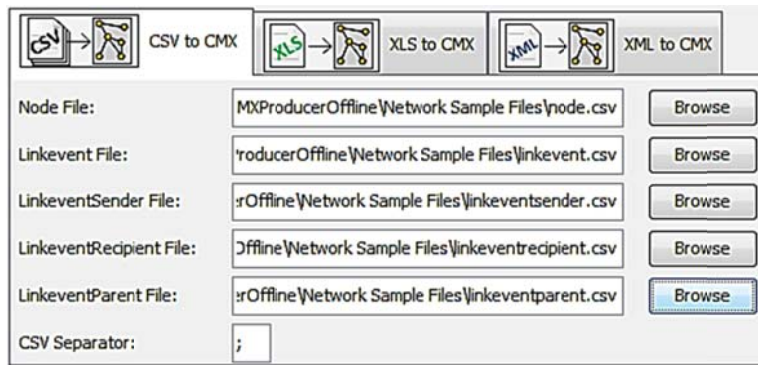 CSV CSV to CMX XLS XLS to CMX XML XML to CMX
Node File: MXProducerOffline\Network Sample Files\node.csv Browse
Linkevent File: 'roducerOffline\Network Sample Files\linkevent.csv Browse
LinkeventSender File: erOffline\Network Sample Files\linkeventsender.csv Browse
LinkeventRecipient File: Offline\Network Sample Files\linkeventrecipient.csv Browse
LinkeventParent File: erOffline\Network Sample Files\linkeventparent.csv Browse
CSV Separator: ;